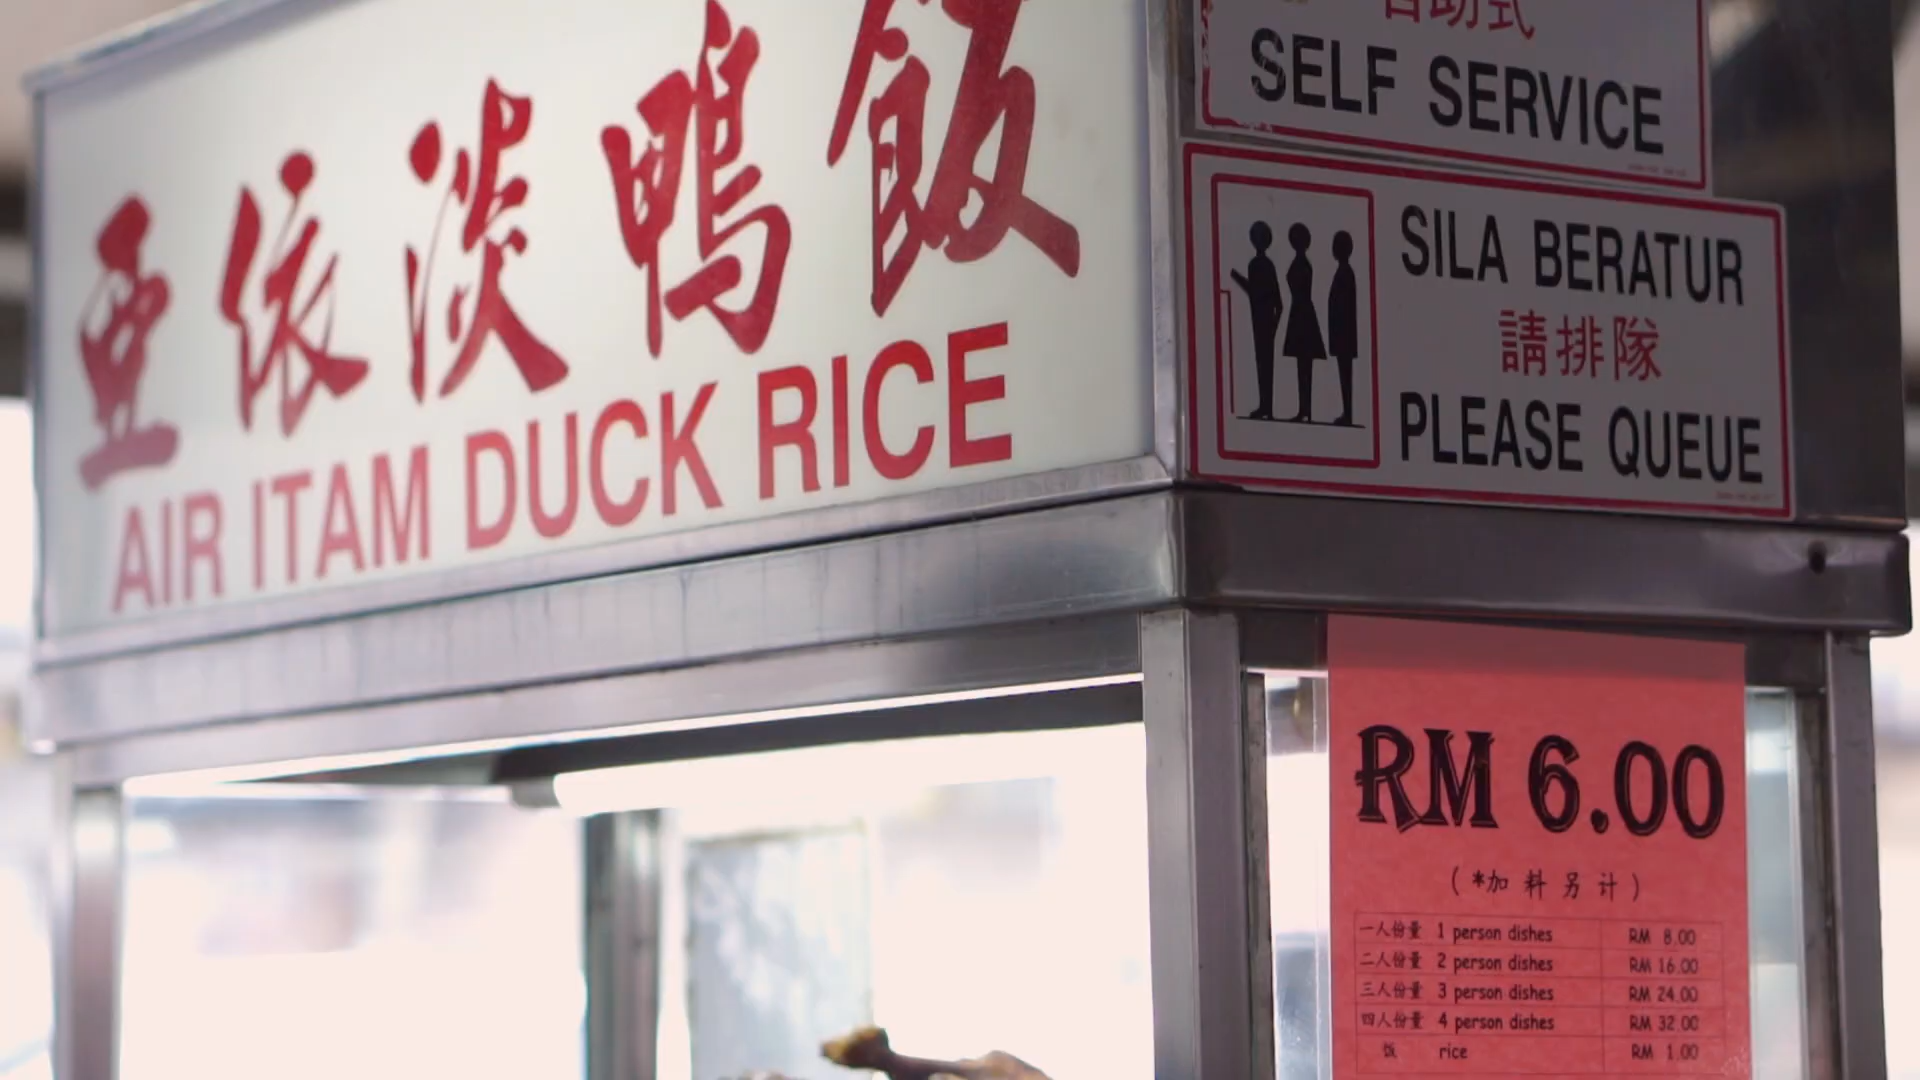 亚依淡鴨飯
AIR ITAM DUCK RICE
自助式
SELF SERVICE
SILA BERATUR
請排隊
PLEASE QUEUE
RM 6.00
(*加料另计)
一人份量 1 person dishes RM 8.00
二人份量 2 person dishes RM 16.00
三人份量 3 person dishes RM 24.00
四人份量 4 person dishes RM 32.00
饭 rice RM 1.00